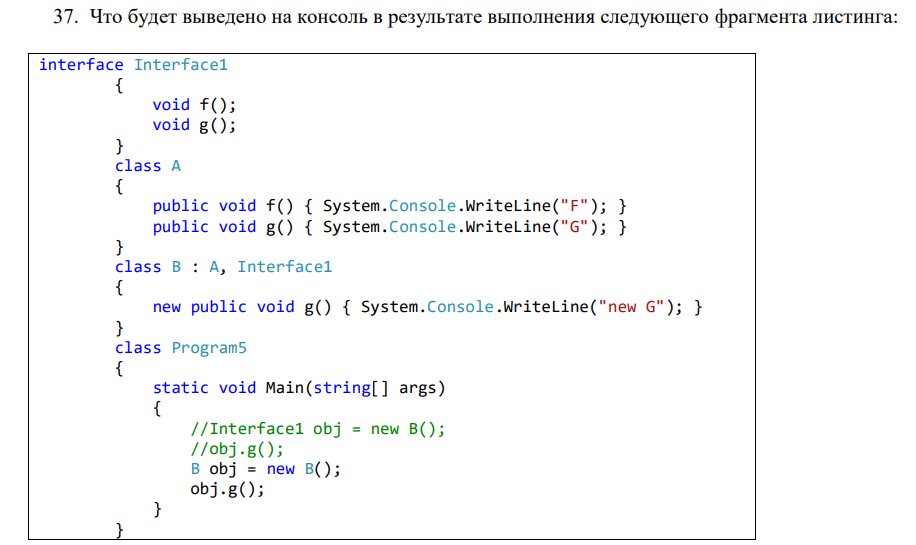 37. Что будет выведено на консоль в результате выполнения следующего фрагмента листинга:
interface Interface1
{
void f();
void g();
}
class A
{
public void f() { System.Console.WriteLine("F"); }
public void g() { System.Console.WriteLine("G"); }
}
class B : A, Interface1
{
new public void g() { System.Console.WriteLine("new G"); }
}
class Program5
{
static void Main(string[] args)
{
//Interface1 obj = new B();
//obj.g();
B obj = new B();
obj.g();
}
}